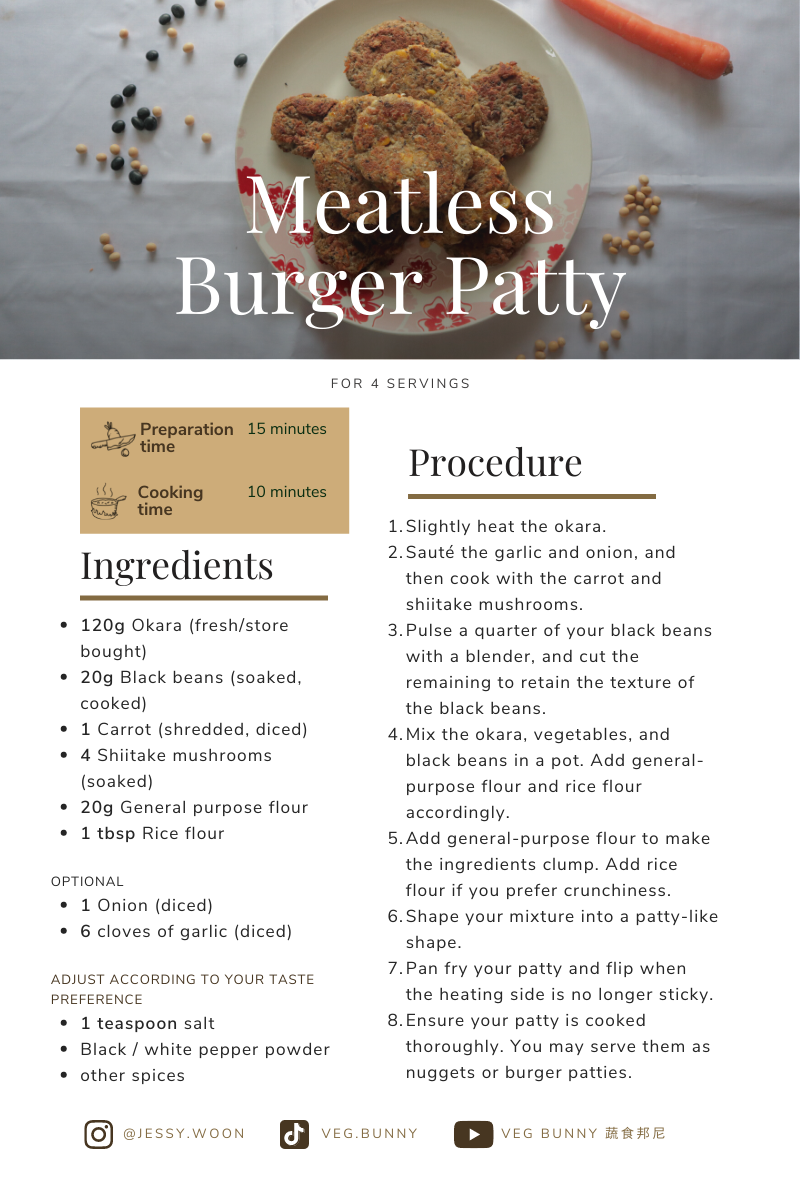 Meatless
Burger Patty
FOR 4 SERVINGS
Preparation time 15 minutes
Cooking time 10 minutes
Ingredients
• 120g Okara (fresh/store
bought)
• 20g Black beans (soaked,
cooked)
• 1 Carrot (shredded, diced)
• 4 Shiitake mushrooms
(soaked)
• 20g General purpose flour
• 1 tbsp Rice flour
OPTIONAL
• 1 Onion (diced)
• 6 cloves of garlic (diced)
ADJUST ACCORDING TO YOUR TASTE
PREFERENCE
• 1 teaspoon salt
• Black / white pepper powder
• other spices
Procedure
1. Slightly heat the okara.
2. Sauté the garlic and onion, and
then cook with the carrot and
shiitake mushrooms.
3. Pulse a quarter of your black beans
with a blender, and cut the
remaining to retain the texture of
the black beans.
4. Mix the okara, vegetables, and
black beans in a pot. Add general-
purpose flour and rice flour
accordingly.
5. Add general-purpose flour to make
the ingredients clump. Add rice
flour if you prefer crunchiness.
6. Shape your mixture into a patty-like
shape.
7. Pan fry your patty and flip when
the heating side is no longer sticky.
8. Ensure your patty is cooked
thoroughly. You may serve them as
nuggets or burger patties.
@JESSY.WOON VEG.BUNNY VEG BUNNY 蔬食邦尼